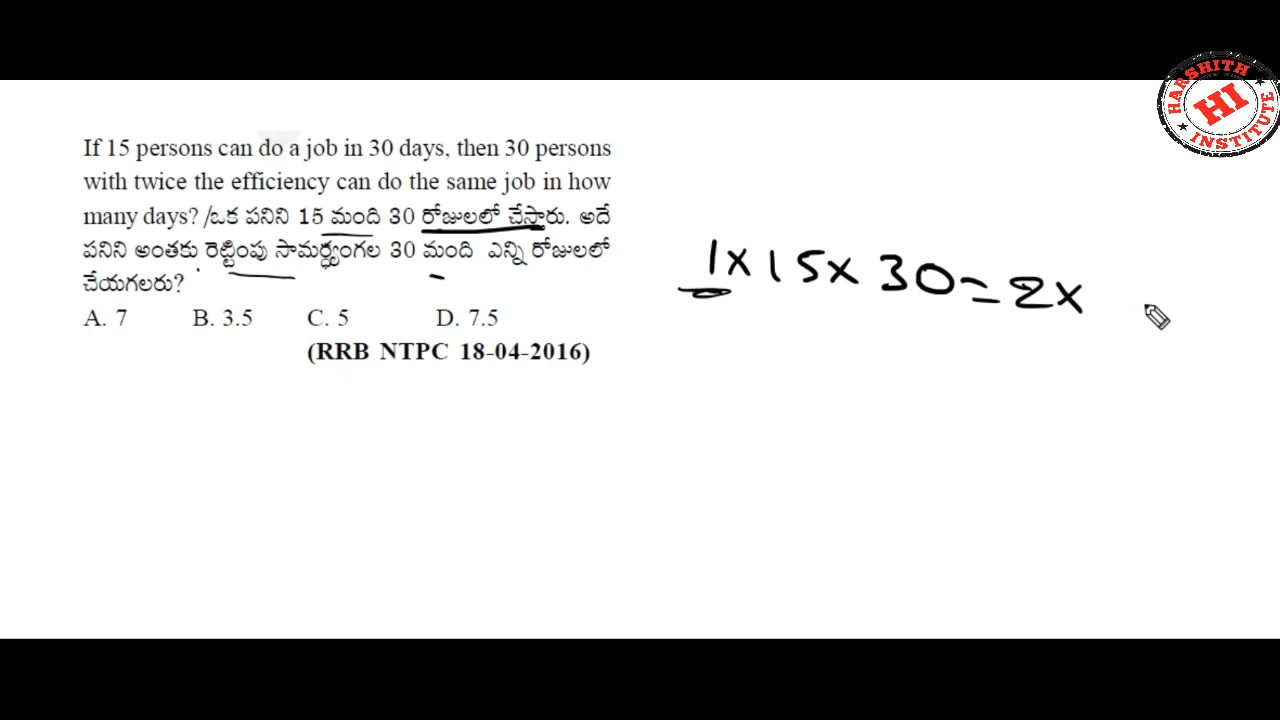 HARSHITH
HI
INSTITUTE
If 15 persons can do a job in 30 days, then 30 persons
with twice the efficiency can do the same job in how
many days? /ఒక పనిని 15 మంది 30 రోజులలో చేస్తారు. అదే
పనిని అంతకు రెట్టింపు సామర్థ్యంగల 30 మంది ఎన్ని రోజులలో
చేయగలరు?
A. 7 B. 3.5 C. 5 D. 7.5
(RRB NTPC 18-04-2016)
1x15x30=2x